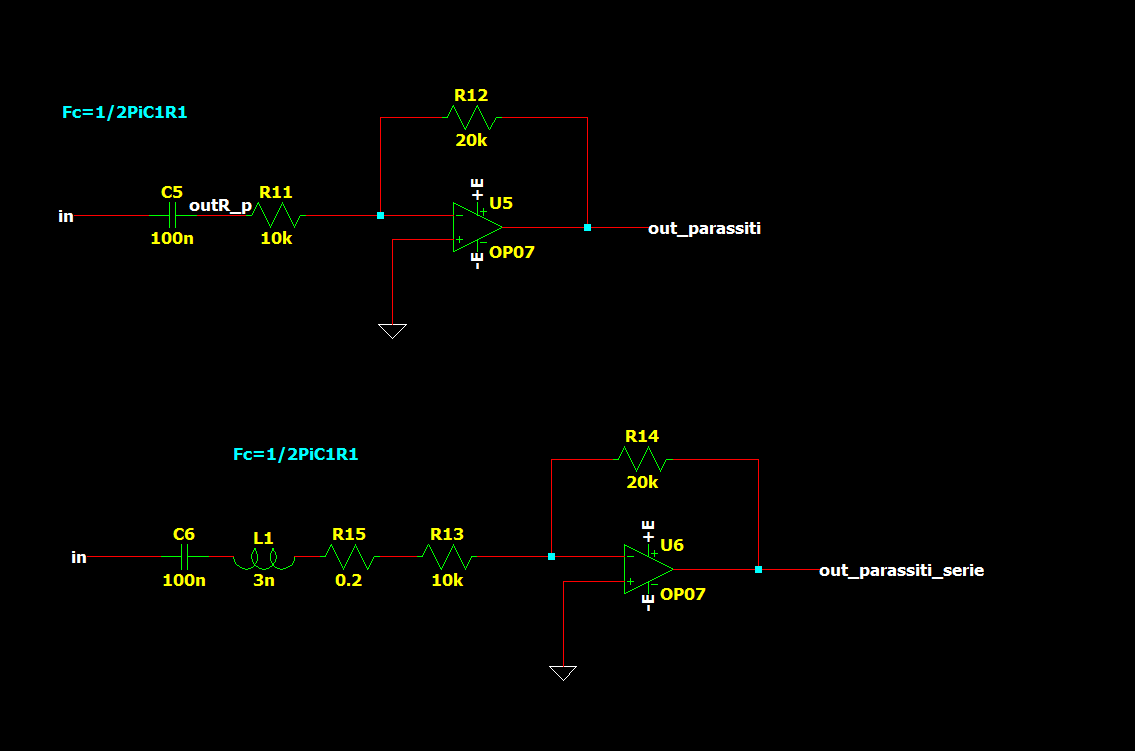 R12
Fc=1/2PiC1R1
20k
+E
C5
outR_p
R11
U5
in
out_parassiti
100n
10k
OP07
-E
R14
Fc=1/2PiC1R1
20k
+E
C6
L1
R15
R13
U6
in
out_parassiti_serie
100n
3n
0.2
10k
OP07
-E